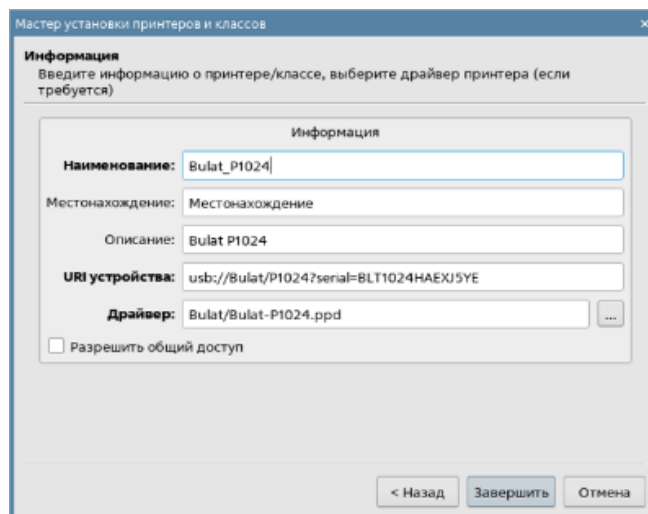 Мастер установки принтеров и классов
Информация
Введите информацию о принтере/классе, выберите драйвер принтера (если
требуется)
Информация
Наименование: Bulat_P1024
Местонахождение: Местонахождение
Описание: Bulat P1024
URI устройства: usb://Bulat/P1024?serial=BLT1024HAEXJ5YE
Драйвер: Bulat/Bulat-P1024.ppd ...
Разрешить общий доступ
< Назад Завершить Отмена